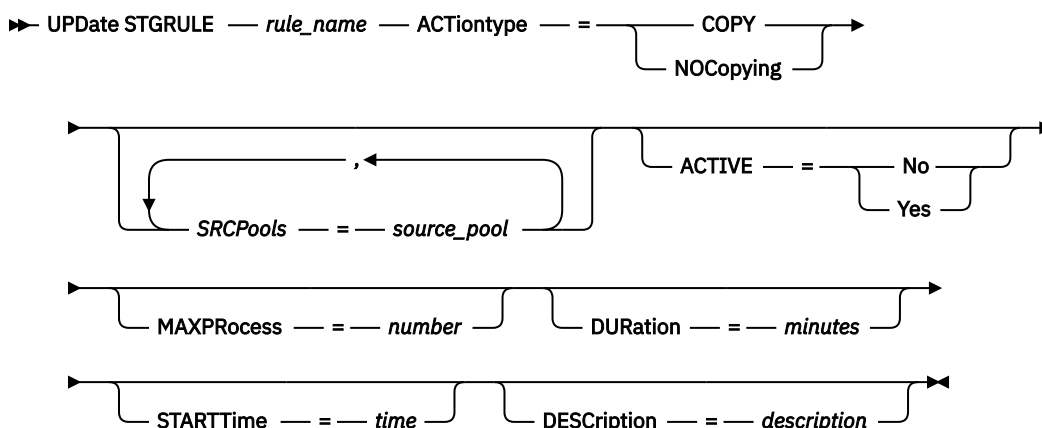 UPDate STGRULE rule_name ACTiontype = COPY
NOCopying
,
SRCPools = source_pool
ACTIVE = No
Yes
MAXPRocess = number DURation = minutes
STARTTime = time DESCription = description